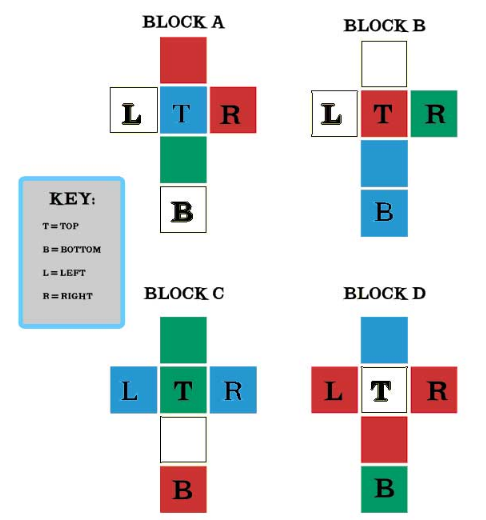 BLOCK A
BLOCK B
L T R
L T R
B
B
KEY:
T=TOP
B=BOTTOM
L=LEFT
R=RIGHT
BLOCK C
BLOCK D
L T R
L T R
B
B